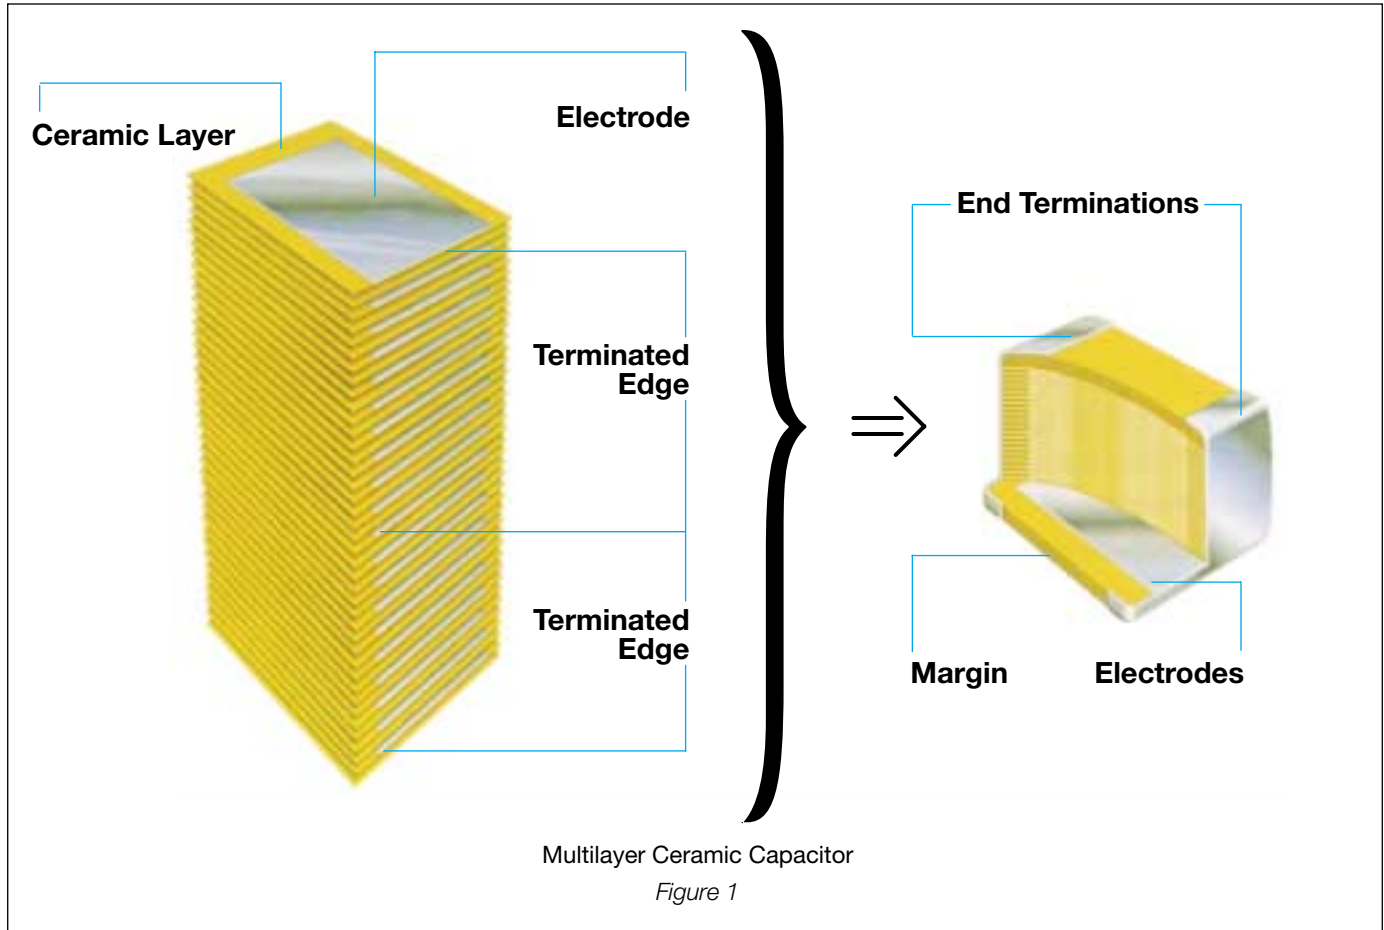 Ceramic Layer
Electrode
Terminated
Edge
Terminated
Edge
End Terminations
Margin
Electrodes
Multilayer Ceramic Capacitor
Figure 1